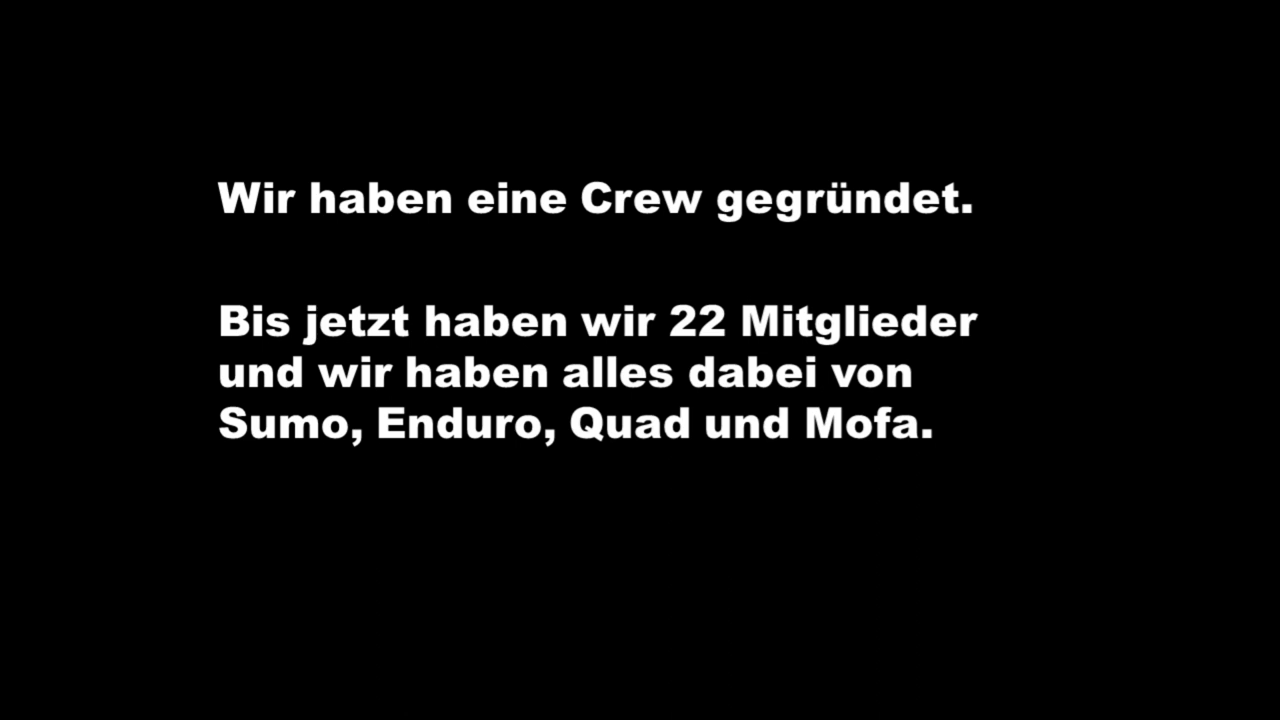 Wir haben eine Crew gegründet.
Bis jetzt haben wir 22 Mitglieder
und wir haben alles dabei von
Sumo, Enduro, Quad und Mofa.